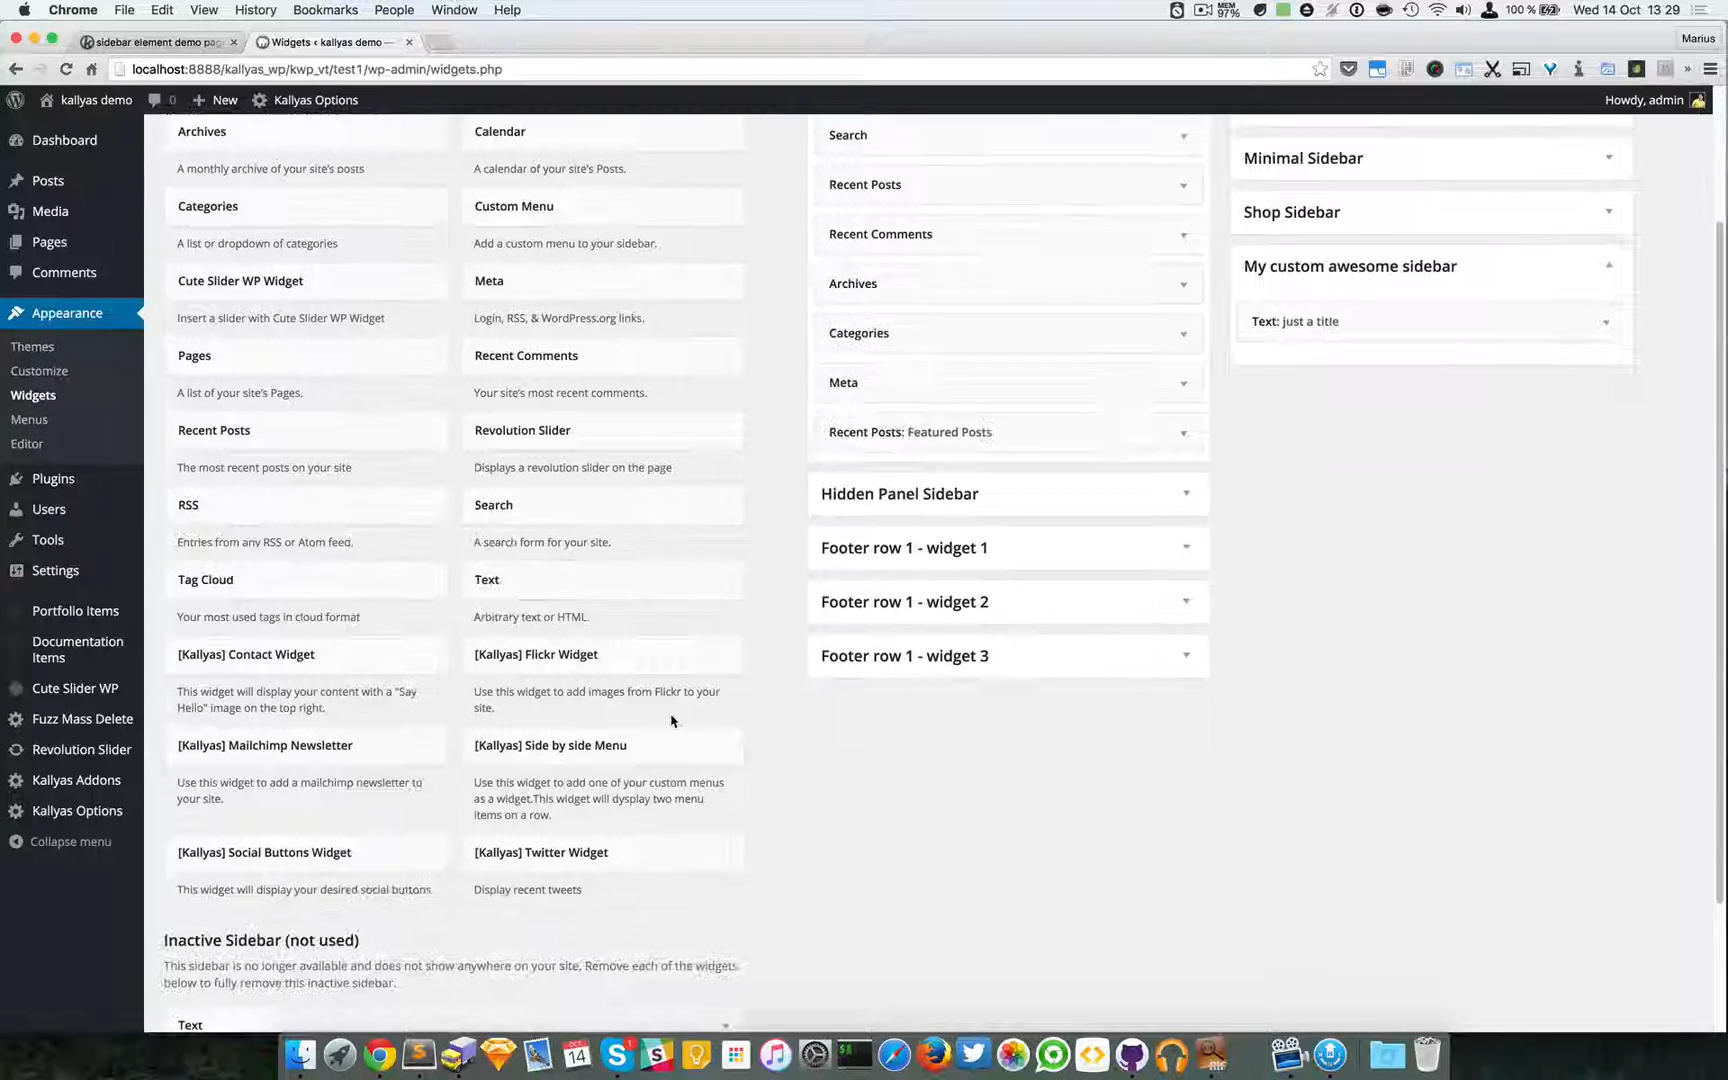 Chrome File Edit View History Bookmarks People Window Help
MEM 97% 100% Wed 14 Oct 13:29
sidebar element demo pag × Widgets ‹ kallyas demo — ×
Marius
localhost:8888/kallyas_wp/kwp_vt/test1/wp-admin/widgets.php
kallyas demo 0 + New Kallyas Options
Howdy, admin
Dashboard
Posts
Media
Pages
Comments
Appearance
Themes
Customize
Widgets
Menus
Editor
Plugins
Users
Tools
Settings
Portfolio Items
Documentation
Items
Cute Slider WP
Fuzz Mass Delete
Revolution Slider
Kallyas Addons
Kallyas Options
Collapse menu
Archives
A monthly archive of your site's posts
Calendar
A calendar of your site's Posts.
Categories
A list or dropdown of categories
Custom Menu
Add a custom menu to your sidebar.
Cute Slider WP Widget
Insert a slider with Cute Slider WP Widget
Meta
Login, RSS, & WordPress.org links.
Pages
A list of your site's Pages.
Recent Comments
Your site's most recent comments.
Recent Posts
The most recent posts on your site
Revolution Slider
Displays a revolution slider on the page
RSS
Entries from any RSS or Atom feed.
Search
A search form for your site.
Tag Cloud
Your most used tags in cloud format
Text
Arbitrary text or HTML.
[Kallyas] Contact Widget
This widget will display your content with a "Say
Hello" image on the top right.
[Kallyas] Flickr Widget
Use this widget to add images from Flickr to your
site.
[Kallyas] Mailchimp Newsletter
Use this widget to add a mailchimp newsletter to
your site.
[Kallyas] Side by side Menu
Use this widget to add one of your custom menus
as a widget.This widget will dysplay two menu
items on a row.
[Kallyas] Social Buttons Widget
This widget will display your desired social buttons
[Kallyas] Twitter Widget
Display recent tweets
Inactive Sidebar (not used)
This sidebar is no longer available and does not show anywhere on your site. Remove each of the widgets
below to fully remove this inactive sidebar.
Text
Search
Recent Posts
Recent Comments
Archives
Categories
Meta
Recent Posts: Featured Posts
Hidden Panel Sidebar
Footer row 1 - widget 1
Footer row 1 - widget 2
Footer row 1 - widget 3
Minimal Sidebar
Shop Sidebar
My custom awesome sidebar
Text: just a title
14